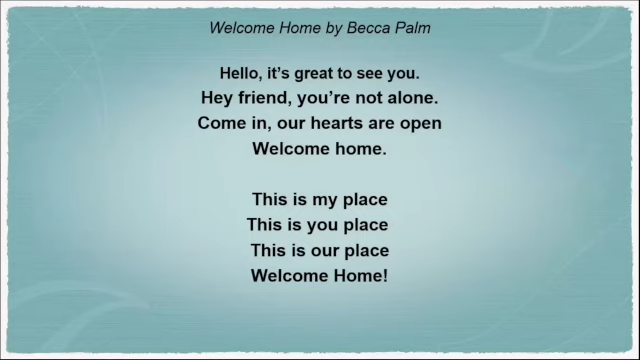 Welcome Home by Becca Palm
Hello, it's great to see you.
Hey friend, you're not alone.
Come in, our hearts are open
Welcome home.
This is my place
This is you place
This is our place
Welcome Home!